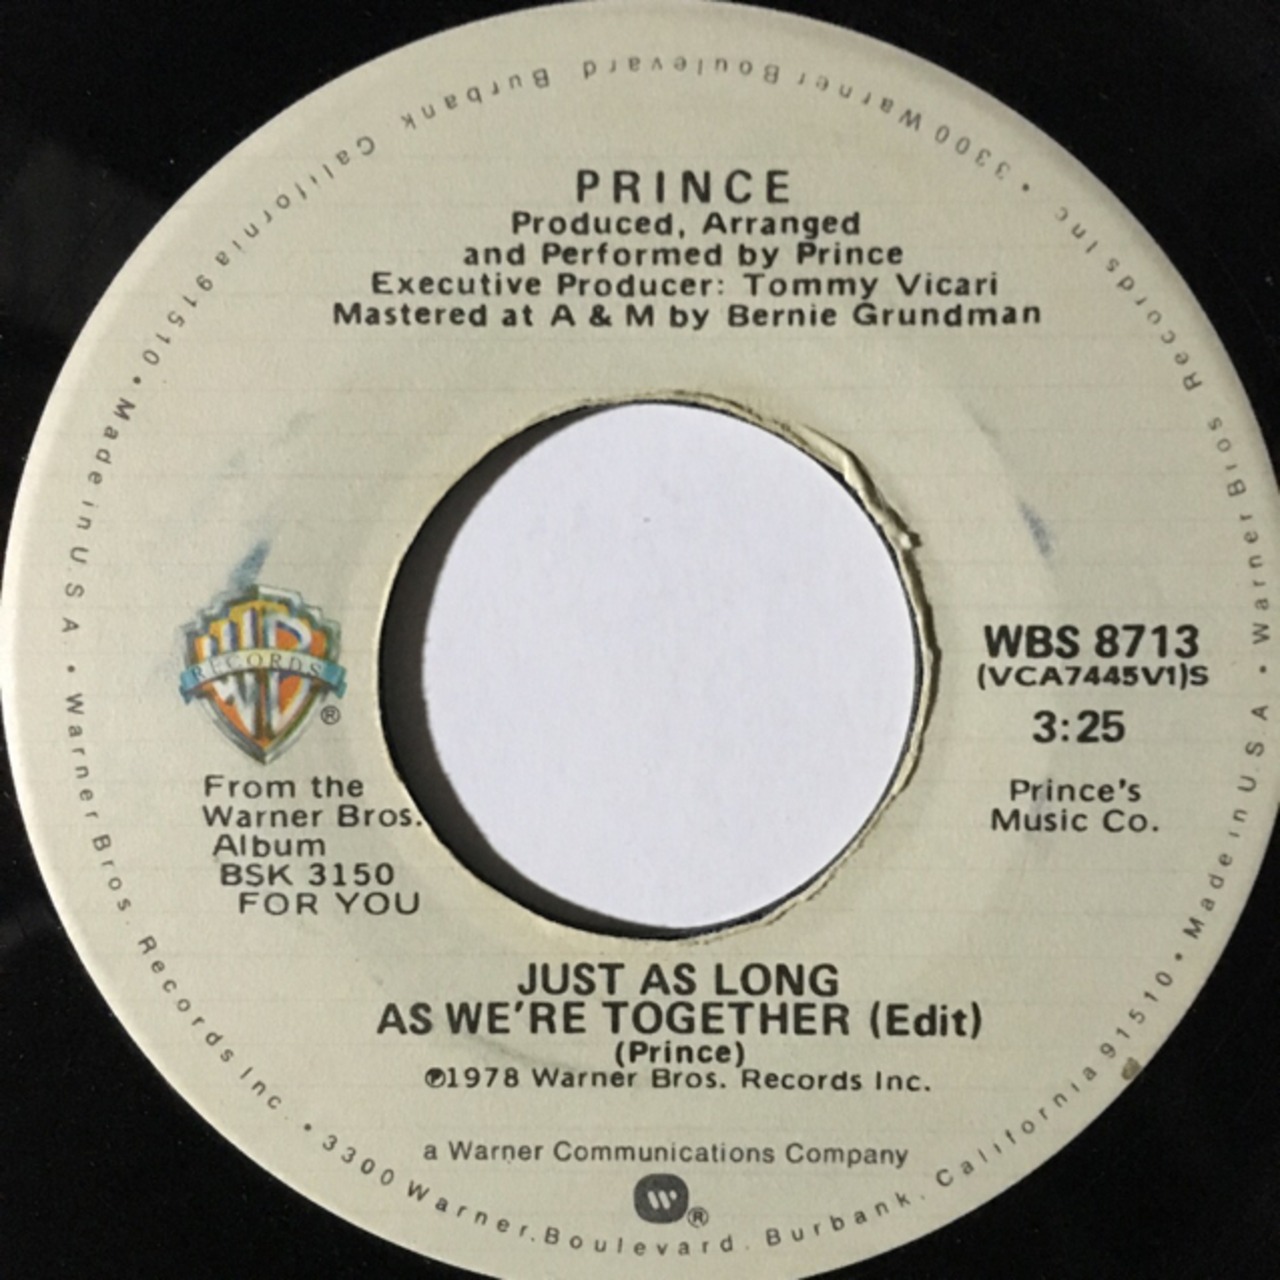 PRINCE
Produced, Arranged
and Performed by Prince
Executive Producer: Tommy Vicari
Mastered at A & M by Bernie Grundman
RECORDS
®
From the
Warner Bros.
Album
BSK 3150
FOR YOU
WBS 8713
(VCA7445V1)S
3:25
Prince's
Music Co.
JUST AS LONG
AS WE'RE TOGETHER (Edit)
(Prince)
℗1978 Warner Bros. Records Inc.
a Warner Communications Company
®
Warner Bros. Records Inc. • 3300 Warner Boulevard. Burbank. California 91510 • Made in U.S.A. •
Warner Bros Records Inc • 3300 Warner Boulevard Burbank California 91510 • Made in U.S.A. •